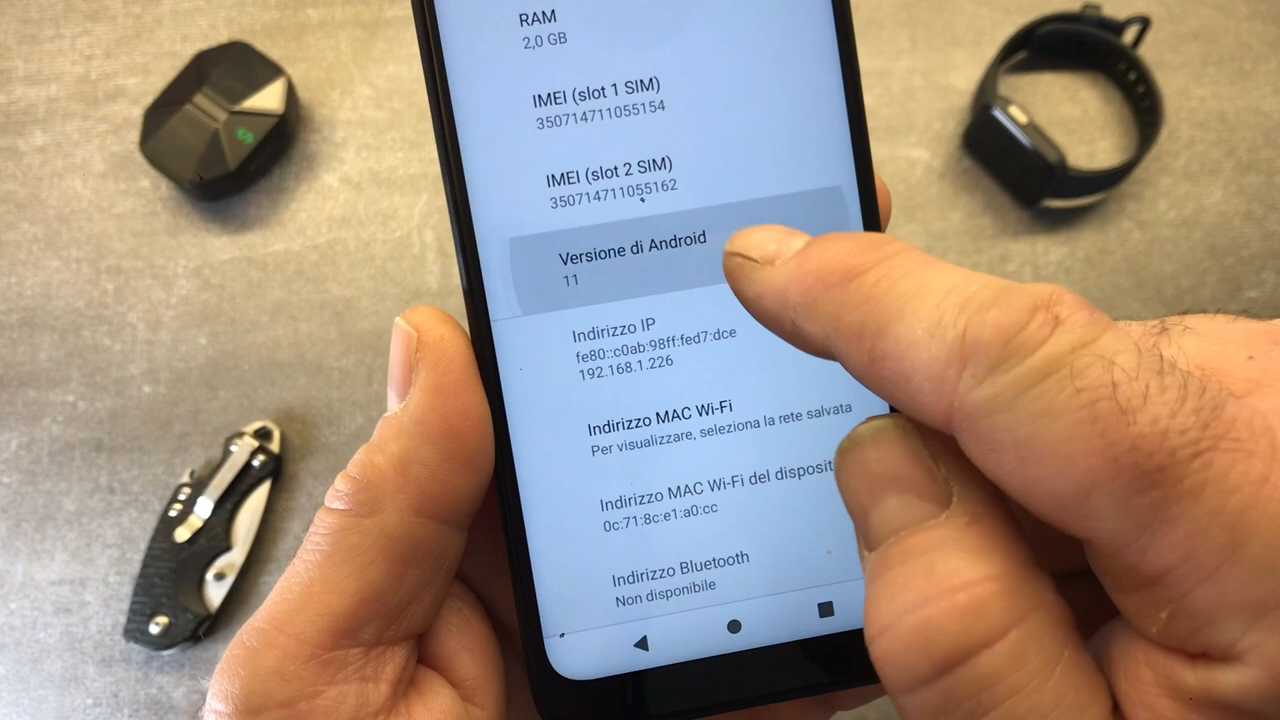 RAM
2,0 GB
IMEI (slot 1 SIM)
350714711055154
IMEI (slot 2 SIM)
350714711055162
Versione di Android
11
Indirizzo IP
fe80::c0ab:98ff:fed7:dce
192.168.1.226
Indirizzo MAC Wi-Fi
Per visualizzare, seleziona la rete salvata
Indirizzo MAC Wi-Fi del disposit
0c:71:8c:e1:a0:cc
Indirizzo Bluetooth
Non disponibile